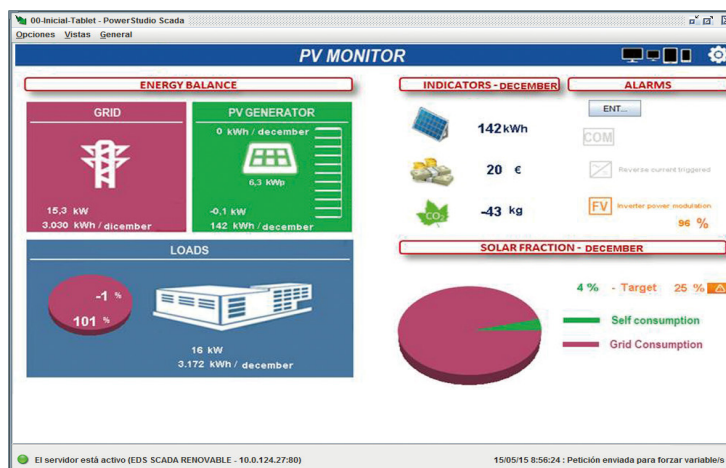 00-Inicial-Tablet - PowerStudio Scada
Opciones Vistas General
PV MONITOR
ENERGY BALANCE
GRID
15,3 kW
3.030 kWh / dicember
PV GENERATOR
0 kWh / december
6,3 kWp
-0,1 kW
142 kWh / december
LOADS
-1 %
101 %
16 kW
3.172 kWh / december
INDICATORS - DECEMBER
142 kWh
20 €
CO2
-43 kg
ALARMS
ENT...
COM
Reverse current triggered
FV Inverter power modulation
96 %
SOLAR FRACTION - DECEMBER
4 % - Target 25 %
Self consumption
Grid Consumption
El servidor está activo (EDS SCADA RENOVABLE - 10.0.124.27:80)
15/05/15 8:56:24 : Petición enviada para forzar variable/s